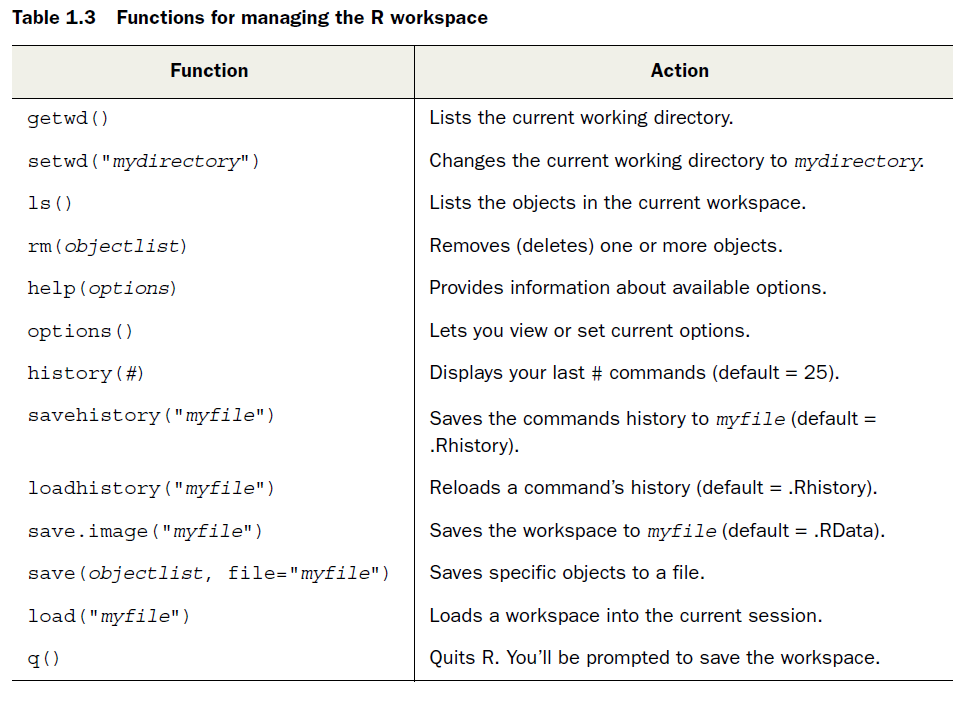 Table 1.3 Functions for managing the R workspace
Function Action
getwd() Lists the current working directory.
setwd("mydirectory") Changes the current working directory to mydirectory.
ls() Lists the objects in the current workspace.
rm(objectlist) Removes (deletes) one or more objects.
help(options) Provides information about available options.
options() Lets you view or set current options.
history(#) Displays your last # commands (default = 25).
savehistory("myfile") Saves the commands history to myfile (default =
.Rhistory).
loadhistory("myfile") Reloads a command’s history (default = .Rhistory).
save.image("myfile") Saves the workspace to myfile (default = .RData).
save(objectlist, file="myfile") Saves specific objects to a file.
load("myfile") Loads a workspace into the current session.
q() Quits R. You’ll be prompted to save the workspace.